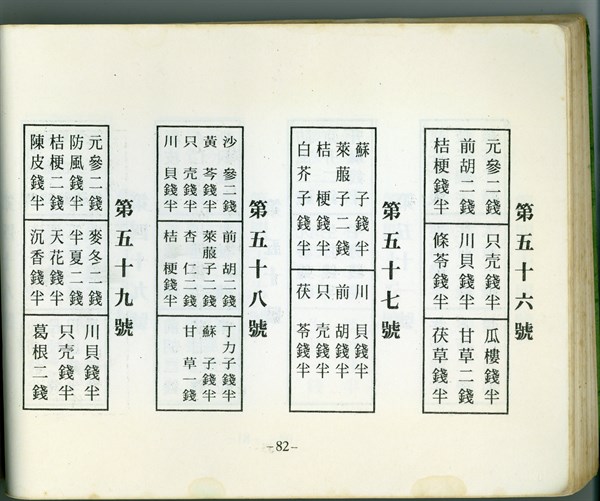 第五十六號
元參二錢
前胡二錢
桔梗錢半
只壳錢半
川貝錢半
條芩錢半
瓜樓錢半
甘草二錢
茯草錢半
第五十七號
蘇子錢半
萊菔子二錢
桔梗錢半
白芥子錢半
川貝錢半
前胡錢半
只壳錢半
茯苓錢半
第五十八號
沙參二錢
黃芩錢半
只壳錢半
川貝錢半
前胡二錢
萊菔子二錢
杏仁二錢
桔梗錢半
丁力子錢半
蘇子錢半
甘草一錢
第五十九號
元參二錢
防風錢半
桔梗二錢
陳皮錢半
麥冬二錢
半夏二錢
天花錢半
沉香錢半
川貝錢半
只壳錢半
葛根二錢
-82-